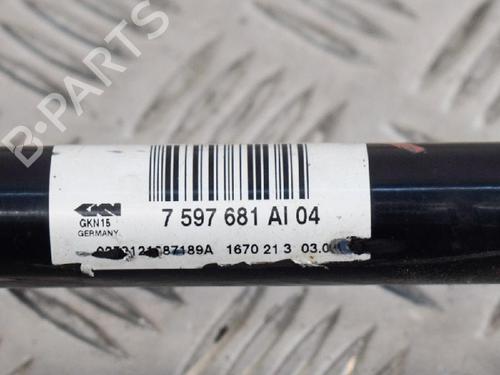 B-PARTS
GKN
GKN15
GERMANY
7 597 681 AI 04
1670 21 3